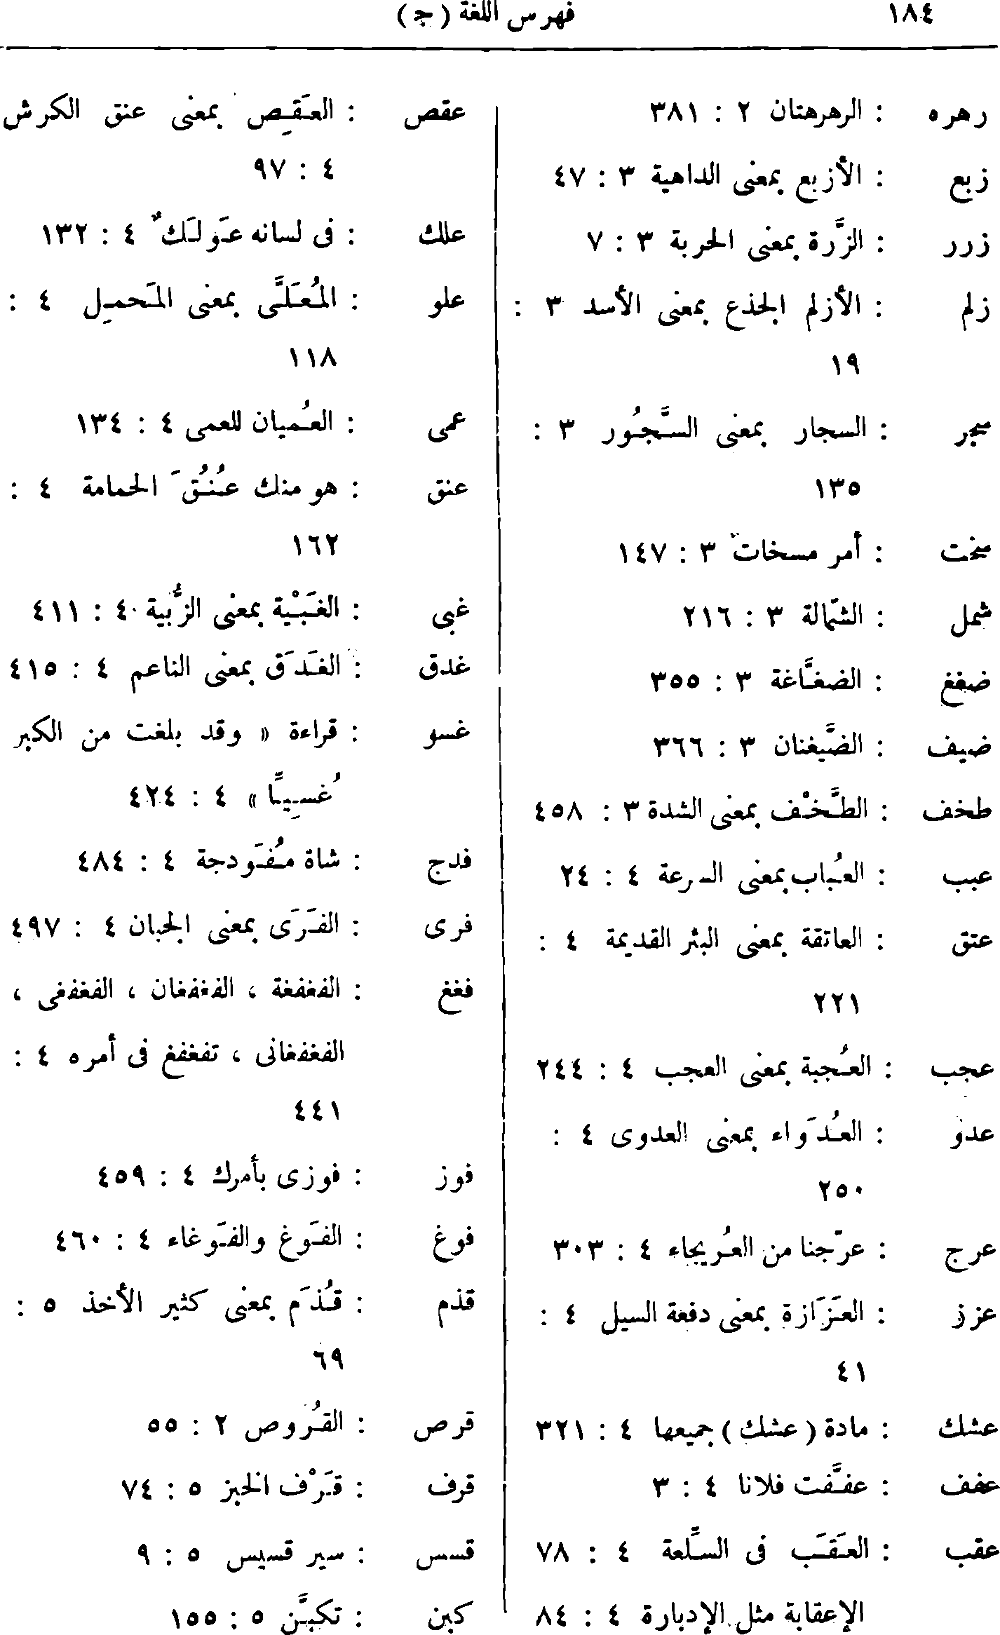 ١٨٤ فهرس اللغة ( ج )
رهره : الرهرهتان ٢ : ٣٨١
زبع : الأزبع بمعنى الداهية ٣ : ٤٧
زرر : الزَّرة بمعنى الحربة ٣ : ٧
زلم : الأزلم الجذع بمعنى الأسد ٣ :
١٩
سجر : السجار بمعنى السَّجُور ٣ :
١٣٥
سخت : أمر مسخات ٣ : ١٤٧
شمل : الشمّالة ٣ : ٢١٦
ضغغ : الضغَّاغة ٣ : ٣٥٥
ضيف : الضَّيغنان ٣ : ٣٦٦
طخف : الطَّخْف بمعنى الشدة ٣ : ٤٥٨
عبب : العُباب بمعنى السرعة ٤ : ٢٤
عتق : العاتقة بمعنى البئر القديمة ٤ :
٢٢١
عجب : العُجبة بمعنى العجب ٤ : ٢٤٤
عدو : العُدَواء بمعنى العدوى ٤ :
٢٥٠
عرج : عرّجنا من العُريجاء ٤ : ٣٠٣
عزز : العَزَازة بمعنى دفعة السيل ٤ :
٤١
عشك : مادة ( عشك ) جميعها ٤ : ٣٢١
عفف : عفَّفت فلانا ٤ : ٣
عقب : العَقَب فى السَّلعة ٤ : ٧٨
الإعقابة مثل الإدبارة ٤ : ٨٤
عقص : العَقِص بمعنى عنق الكرش
٤ : ٩٧
علك : فى لسانه عَولَك ٌ ٤ : ١٣٢
علو : المُعَلَّى بمعنى المَحمِل ٤ :
١١٨
عمى : العُميان للعمى ٤ : ١٣٤
عنق : هو منك عُنُقَ الحمامة ٤ :
١٦٢
غبى : الغَبْية بمعنى الزُّبية ٤ : ٤١١
غدق : الغَدَق بمعنى الناعم ٤ : ٤١٥
غسو : قراءة « وقد بلغت من الكبر
غُسِيًّا » ٤ : ٤٢٤
فدج : شاة مُفَودجة ٤ : ٤٨٤
فرى : الفَرَى بمعنى الجبان ٤ : ٤٩٧
فغغ : الفغفغة ، الفغفغان ، الفغفغى ،
الفغفغانى ، تفغفغ فى أمره ٤ :
٤٤١
فوز : فوزى بأمرك ٤ : ٤٥٩
فوغ : الفَوغ والفَوغاء ٤ : ٤٦٠
قذم : قُذَم بمعنى كثير الأخذ ٥ :
٦٩
قرص : القُروص ٢ : ٥٥
قرف : قَرْف الخبز ٥ : ٧٤
قسس : سير قسيس ٥ : ٩
كبن : تكبَّن ٥ : ١٥٥